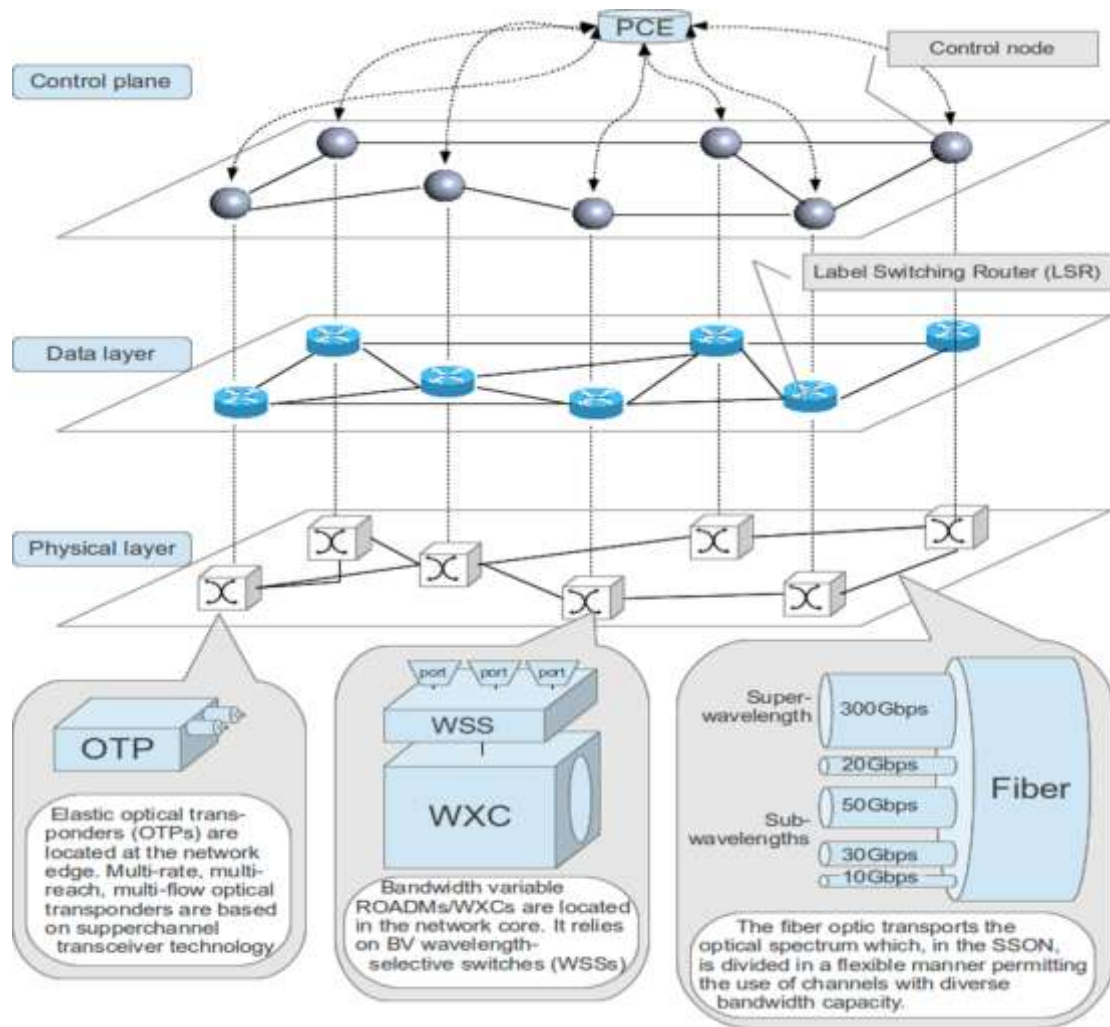 PCE
Control node
Control plane
Label Switching Router (LSR)
Data layer
Physical layer
OTP
Elastic optical trans-
ponders (OTPs) are
located at the network
edge. Multi-rate, multi-
reach, multi-flow optical
transponders are based
on supperchannel
transceiver technology
port port port
WSS
WXC
Bandwidth variable
ROADMs/WXCs are located
in the network core. It relies
on BV wavelength-
selective switches (WSSs)
Super-
wavelength
300Gbps
20Gbps
50Gbps
Sub-
wavelengths
30Gbps
10Gbps
Fiber
The fiber optic transports the
optical spectrum which, in the SSON,
is divided in a flexible manner permitting
the use of channels with diverse
bandwidth capacity.